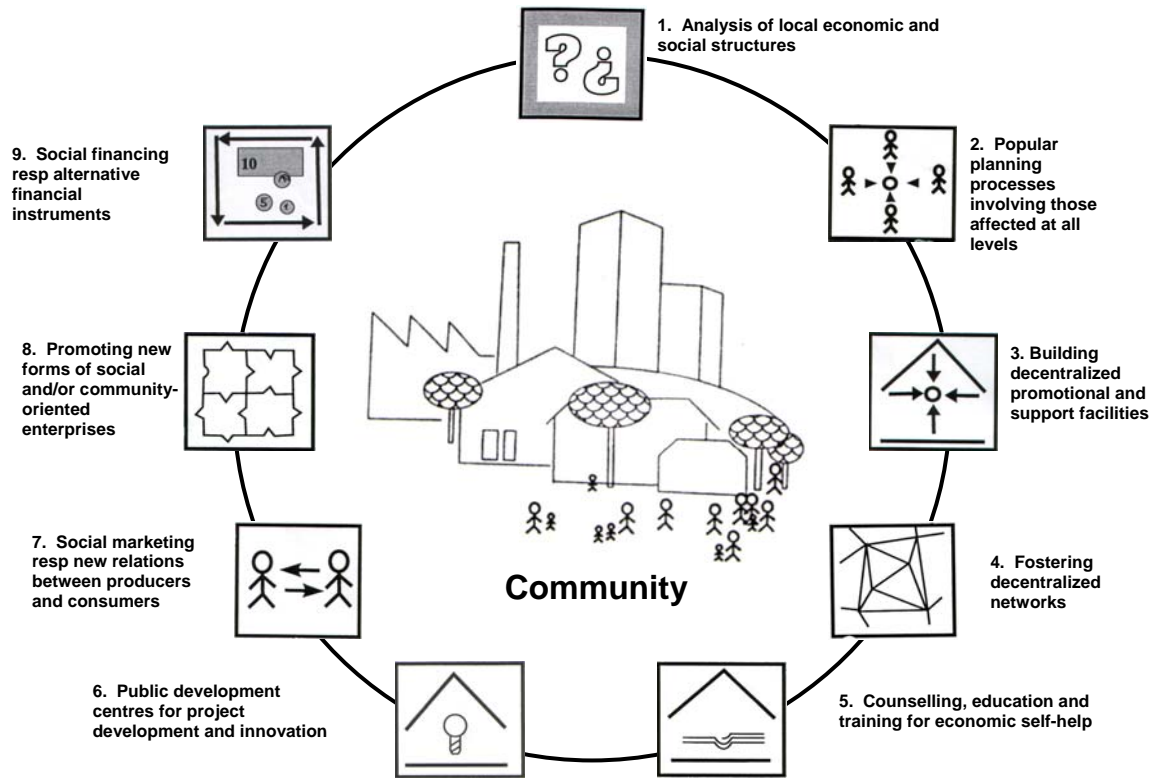 1. Analysis of local economic and
social structures
2. Popular
planning
processes
involving those
affected at all
levels
3. Building
decentralized
promotional and
support facilities
4. Fostering
decentralized
networks
5. Counselling, education and
training for economic self-help
6. Public development
centres for project
development and innovation
7. Social marketing
resp new relations
between producers
and consumers
8. Promoting new
forms of social
and/or community-
oriented
enterprises
9. Social financing
resp alternative
financial
instruments
? ¿
10
5
Community